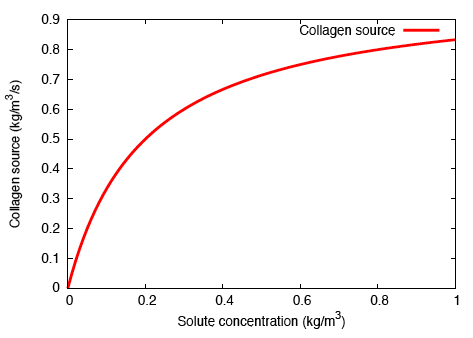 Collagen source
0.9
0.8
0.7
0.6
0.5
0.4
0.3
0.2
0.1
0
Collagen source (kg/m³/s)
0 0.2 0.4 0.6 0.8 1
Solute concentration (kg/m³)